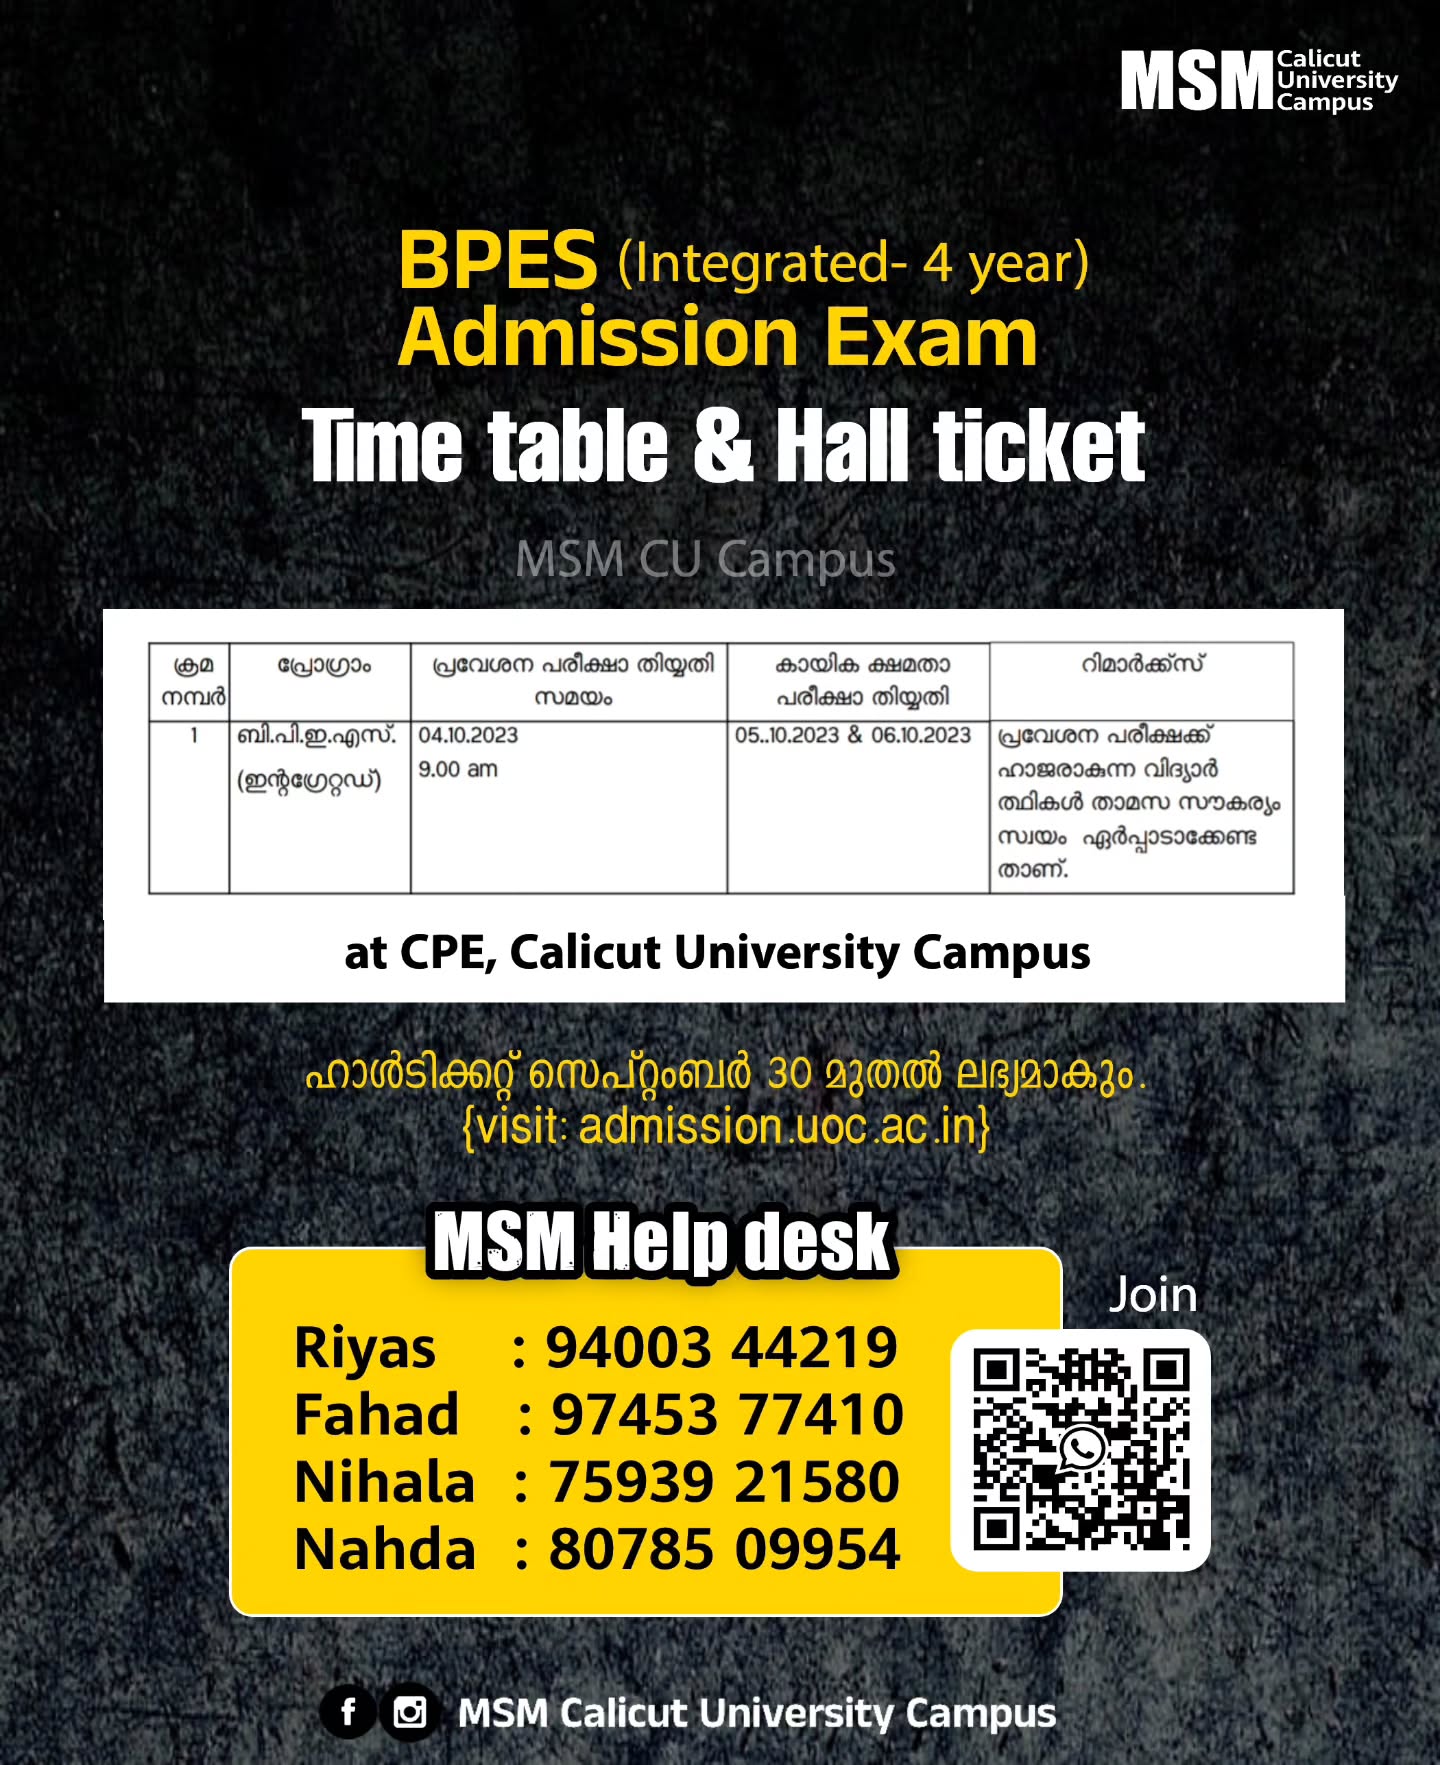 MSM Calicut
University
Campus
BPES (Integrated- 4 year)
Admission Exam
Time table & Hall ticket
MSM CU Campus
ക്രമ നമ്പർ
പ്രോഗ്രാം
പ്രവേശന പരീക്ഷാ തിയ്യതി
സമയം
കായിക ക്ഷമതാ
പരീക്ഷാ തിയ്യതി
റിമാർക്ക്സ്
1
ബി.പി.ഇ.എസ്.
(ഇന്റഗ്രേറ്റഡ്)
04.10.2023
9.00 am
05..10.2023 & 06.10.2023
പ്രവേശന പരീക്ഷക്ക്
ഹാജരാകുന്ന വിദ്യാർ
ത്ഥികൾ താമസ സൗകര്യം
സ്വയം ഏർപ്പാടാക്കേണ്ട
താണ്.
at CPE, Calicut University Campus
ഹാൾടിക്കറ്റ് സെപ്റ്റംബർ 30 മുതൽ ലഭ്യമാകും.
{visit: admission.uoc.ac.in}
MSM Help desk
Riyas : 94003 44219
Fahad : 97453 77410
Nihala : 75939 21580
Nahda : 80785 09954
Join
MSM Calicut University Campus